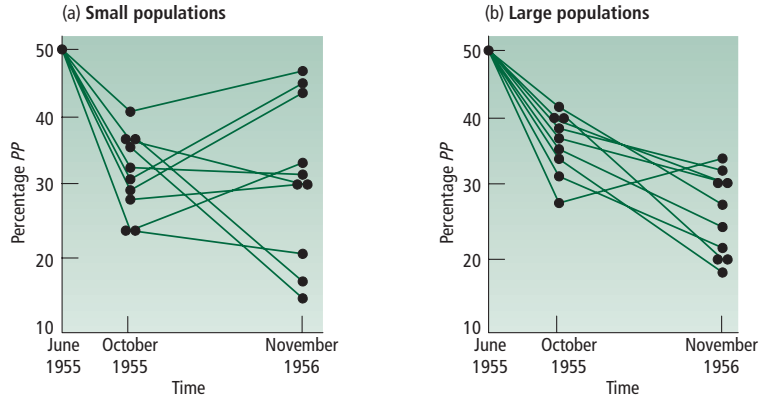 (a) Small populations
50
40
30
20
10
Percentage PP
June
1955
October
1955
November
1956
Time
(b) Large populations
50
40
30
20
10
Percentage PP
June
1955
October
1955
November
1956
Time